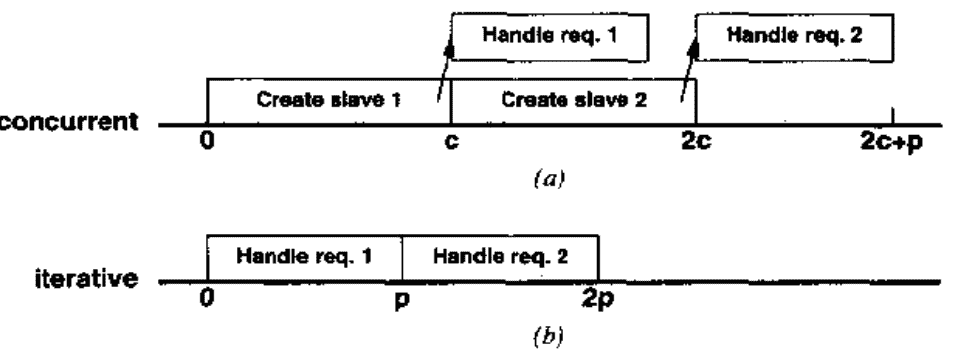 Handle req. 1 Handle req. 2
Create slave 1 Create slave 2
concurrent
0 c 2c 2c+p
(a)
Handle req. 1 Handle req. 2
iterative
0 p 2p
(b)